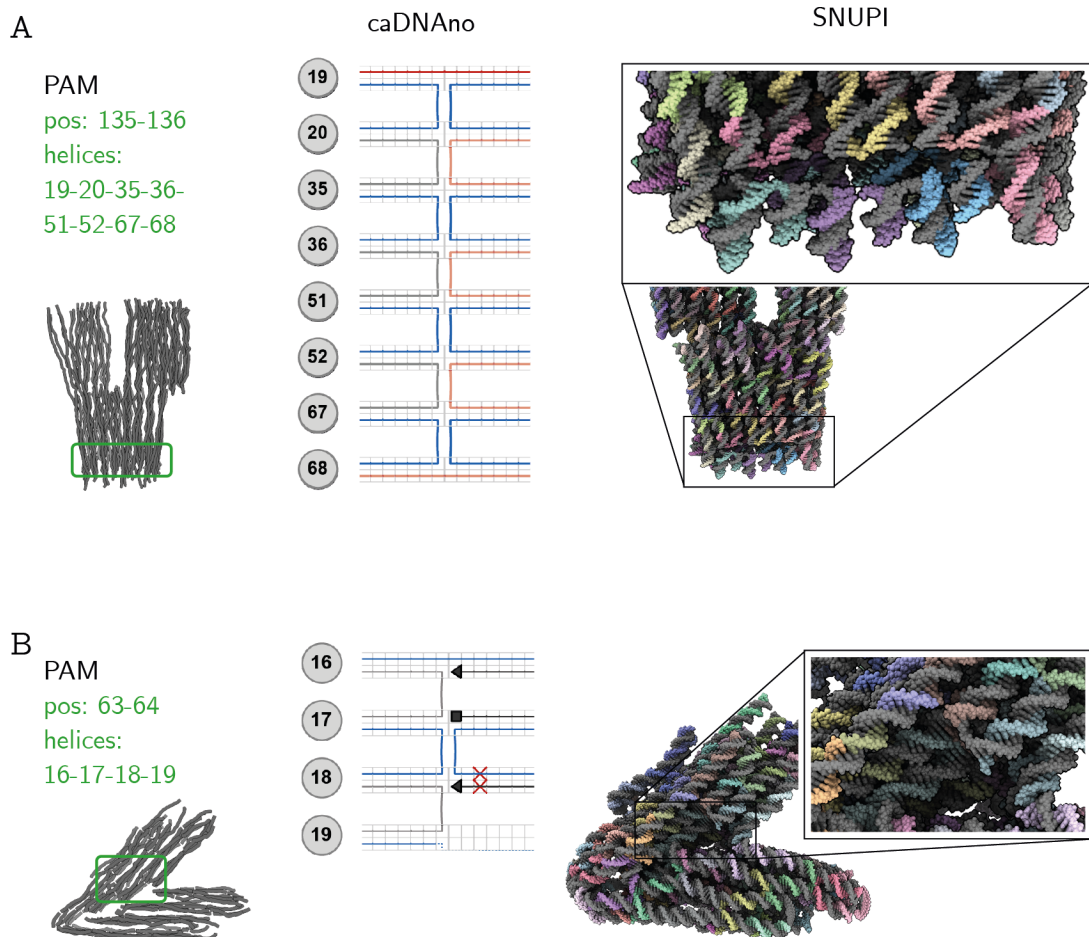 A
caDNAno
SNUPI
PAM
pos: 135-136
helices:
19-20-35-36-
51-52-67-68
19
20
35
36
51
52
67
68
B
PAM
pos: 63-64
helices:
16-17-18-19
16
17
18
19